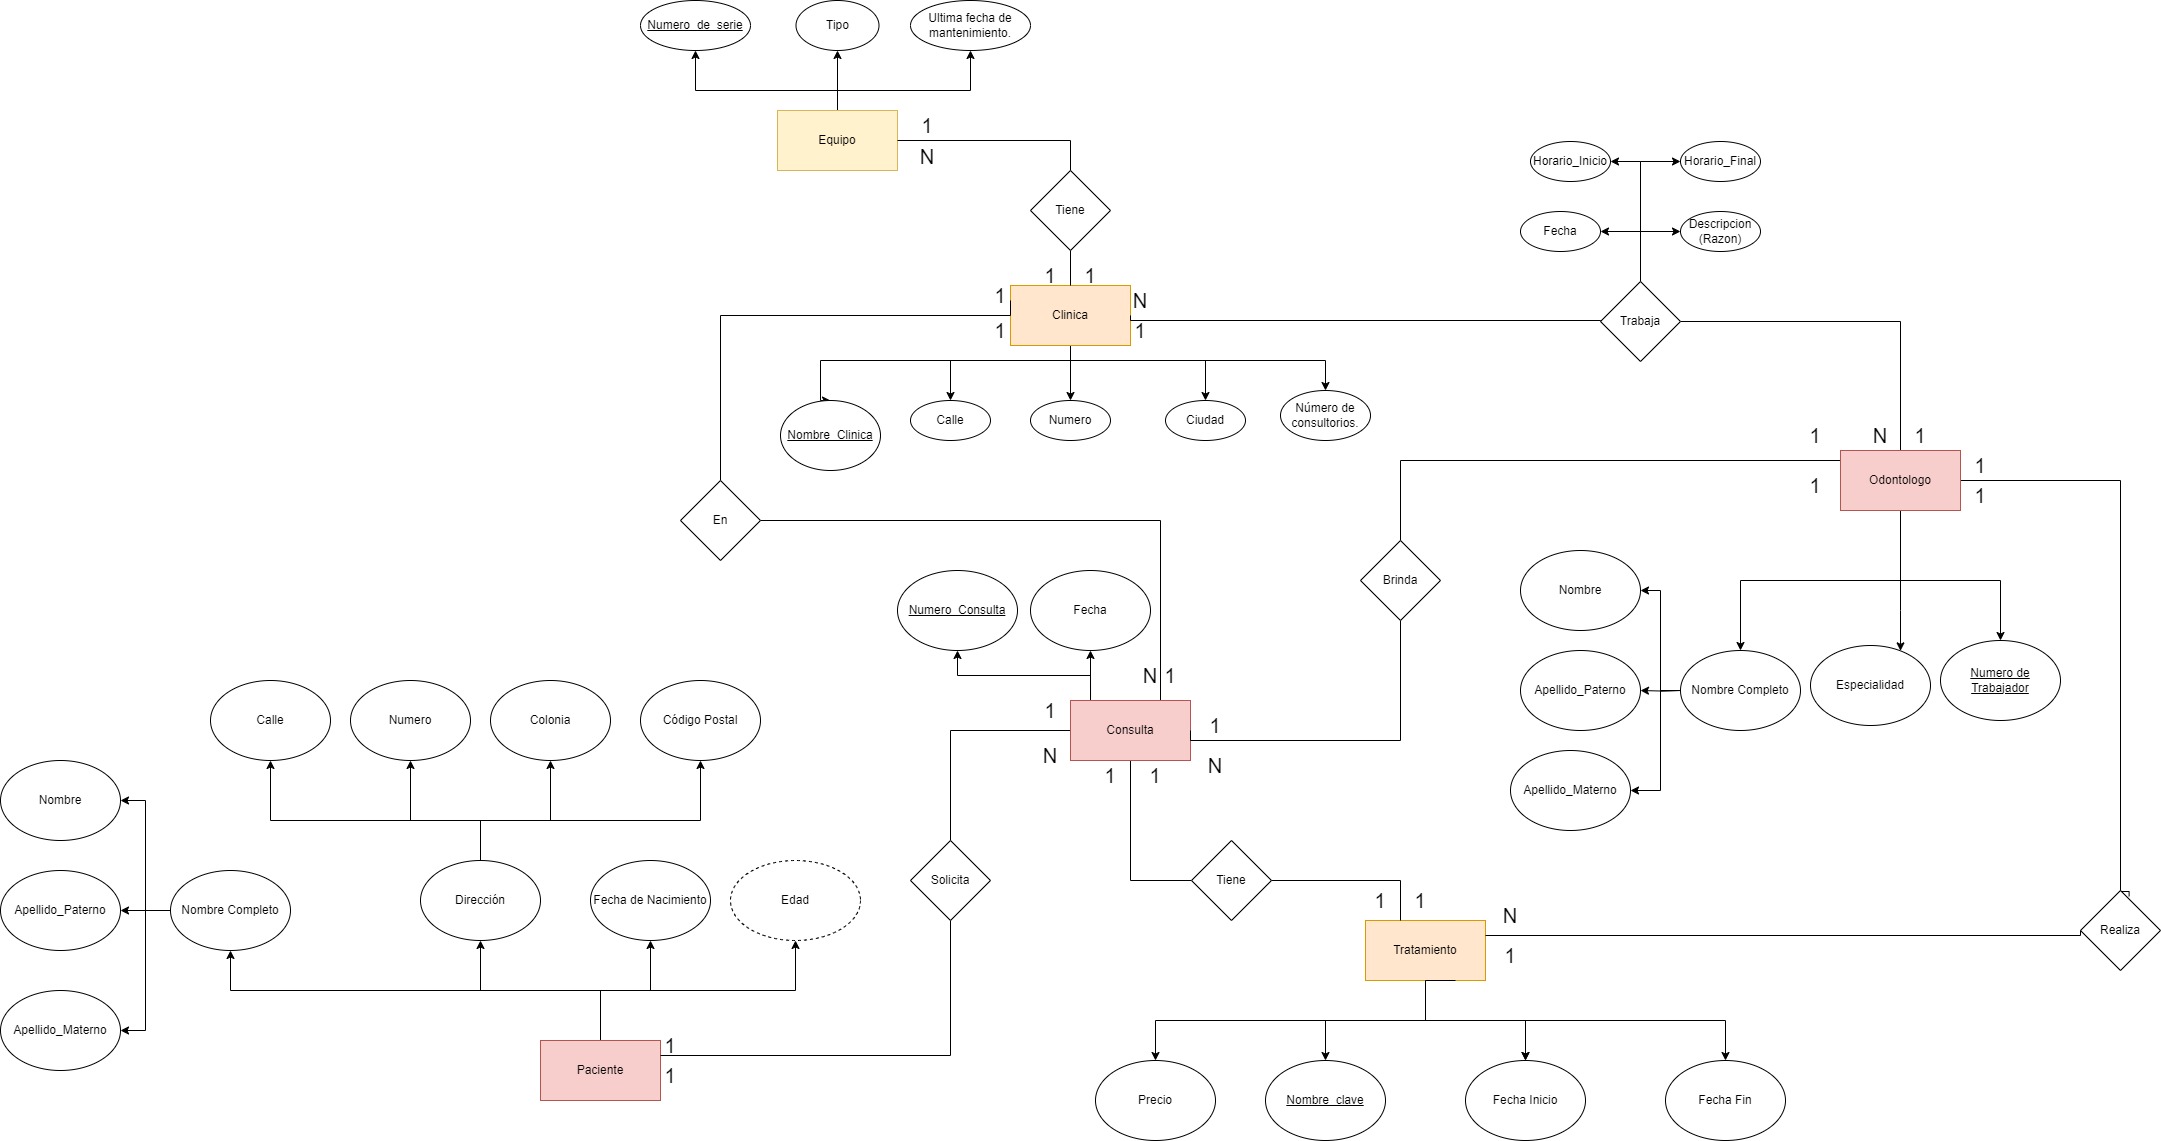 Numero_de_serie
Tipo
Ultima fecha de
mantenimiento.
Equipo
1
N
Tiene
1 1
Horario_Inicio
Horario_Final
Fecha
Descripcion
(Razon)
Trabaja
Clinica
1
1
N
1
Nombre_Clinica
Calle
Numero
Ciudad
Número de
consultorios.
1
N 1
Odontologo
1
1
1
En
Brinda
Numero_Consulta
Fecha
N 1
Nombre
Apellido_Paterno
Apellido_Materno
Nombre Completo
Especialidad
Numero de
Trabajador
Consulta
1
N
1
N
1 1
Calle
Numero
Colonia
Código Postal
Nombre
Apellido_Paterno
Apellido_Materno
Nombre Completo
Dirección
Fecha de Nacimiento
Edad
Solicita
Tiene
1 1
N
1
Realiza
Tratamiento
Paciente
1
1
Precio
Nombre_clave
Fecha Inicio
Fecha Fin